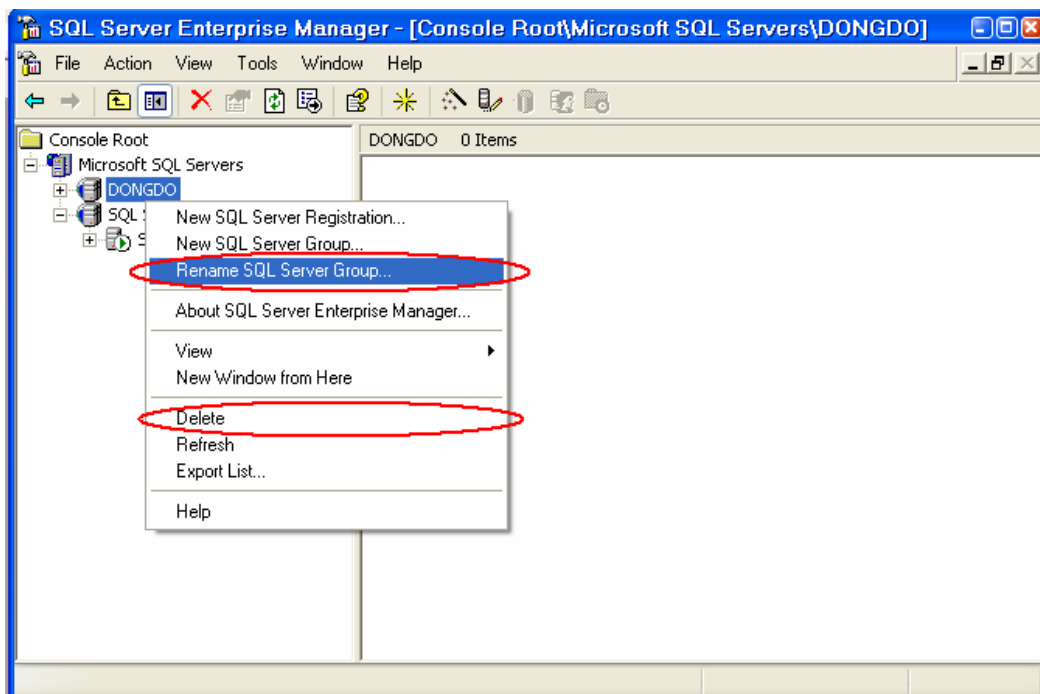 SQL Server Enterprise Manager - [Console Root\Microsoft SQL Servers\DONGDO]
File Action View Tools Window Help
Console Root
DONGDO 0 Items
Microsoft SQL Servers
DONGDO
SQL
New SQL Server Registration...
New SQL Server Group...
Rename SQL Server Group...
About SQL Server Enterprise Manager...
View
New Window from Here
Delete
Refresh
Export List...
Help